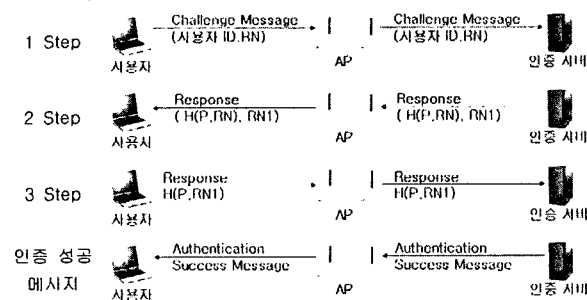 Challenge Message
Challenge Message
1 Step
(사용자 ID,RN)
(사용자 ID,RN)
사용자
AP
인증 서버
Response
Response
2 Step
( H(P,RN), RN1)
( H(P,RN), RN1)
사용자
AP
인증 서버
Response
Response
3 Step
H(P,RN1)
H(P,RN1)
사용자
AP
인증 서버
인증 성공
Authentication
Authentication
메시지
Success Message
Success Message
사용자
AP
인증 서버